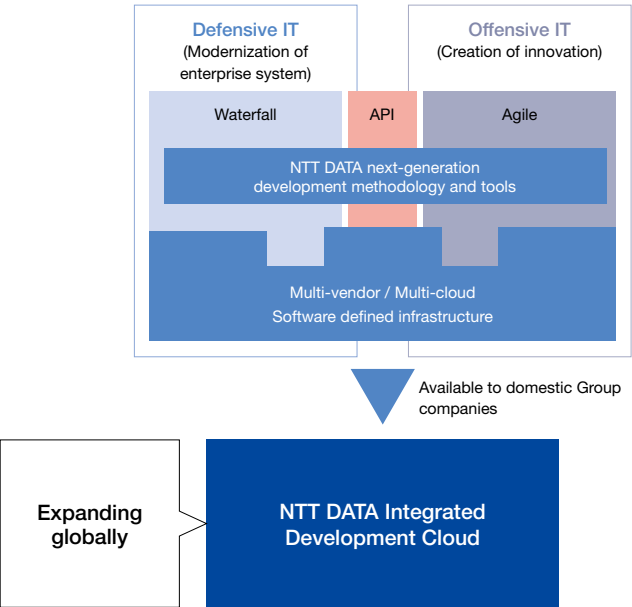 Defensive IT
(Modernization of
enterprise system)
Offensive IT
(Creation of innovation)
Waterfall
API
Agile
NTT DATA next-generation
development methodology and tools
Multi-vendor / Multi-cloud
Software defined infrastructure
Available to domestic Group
companies
Expanding
globally
NTT DATA Integrated
Development Cloud